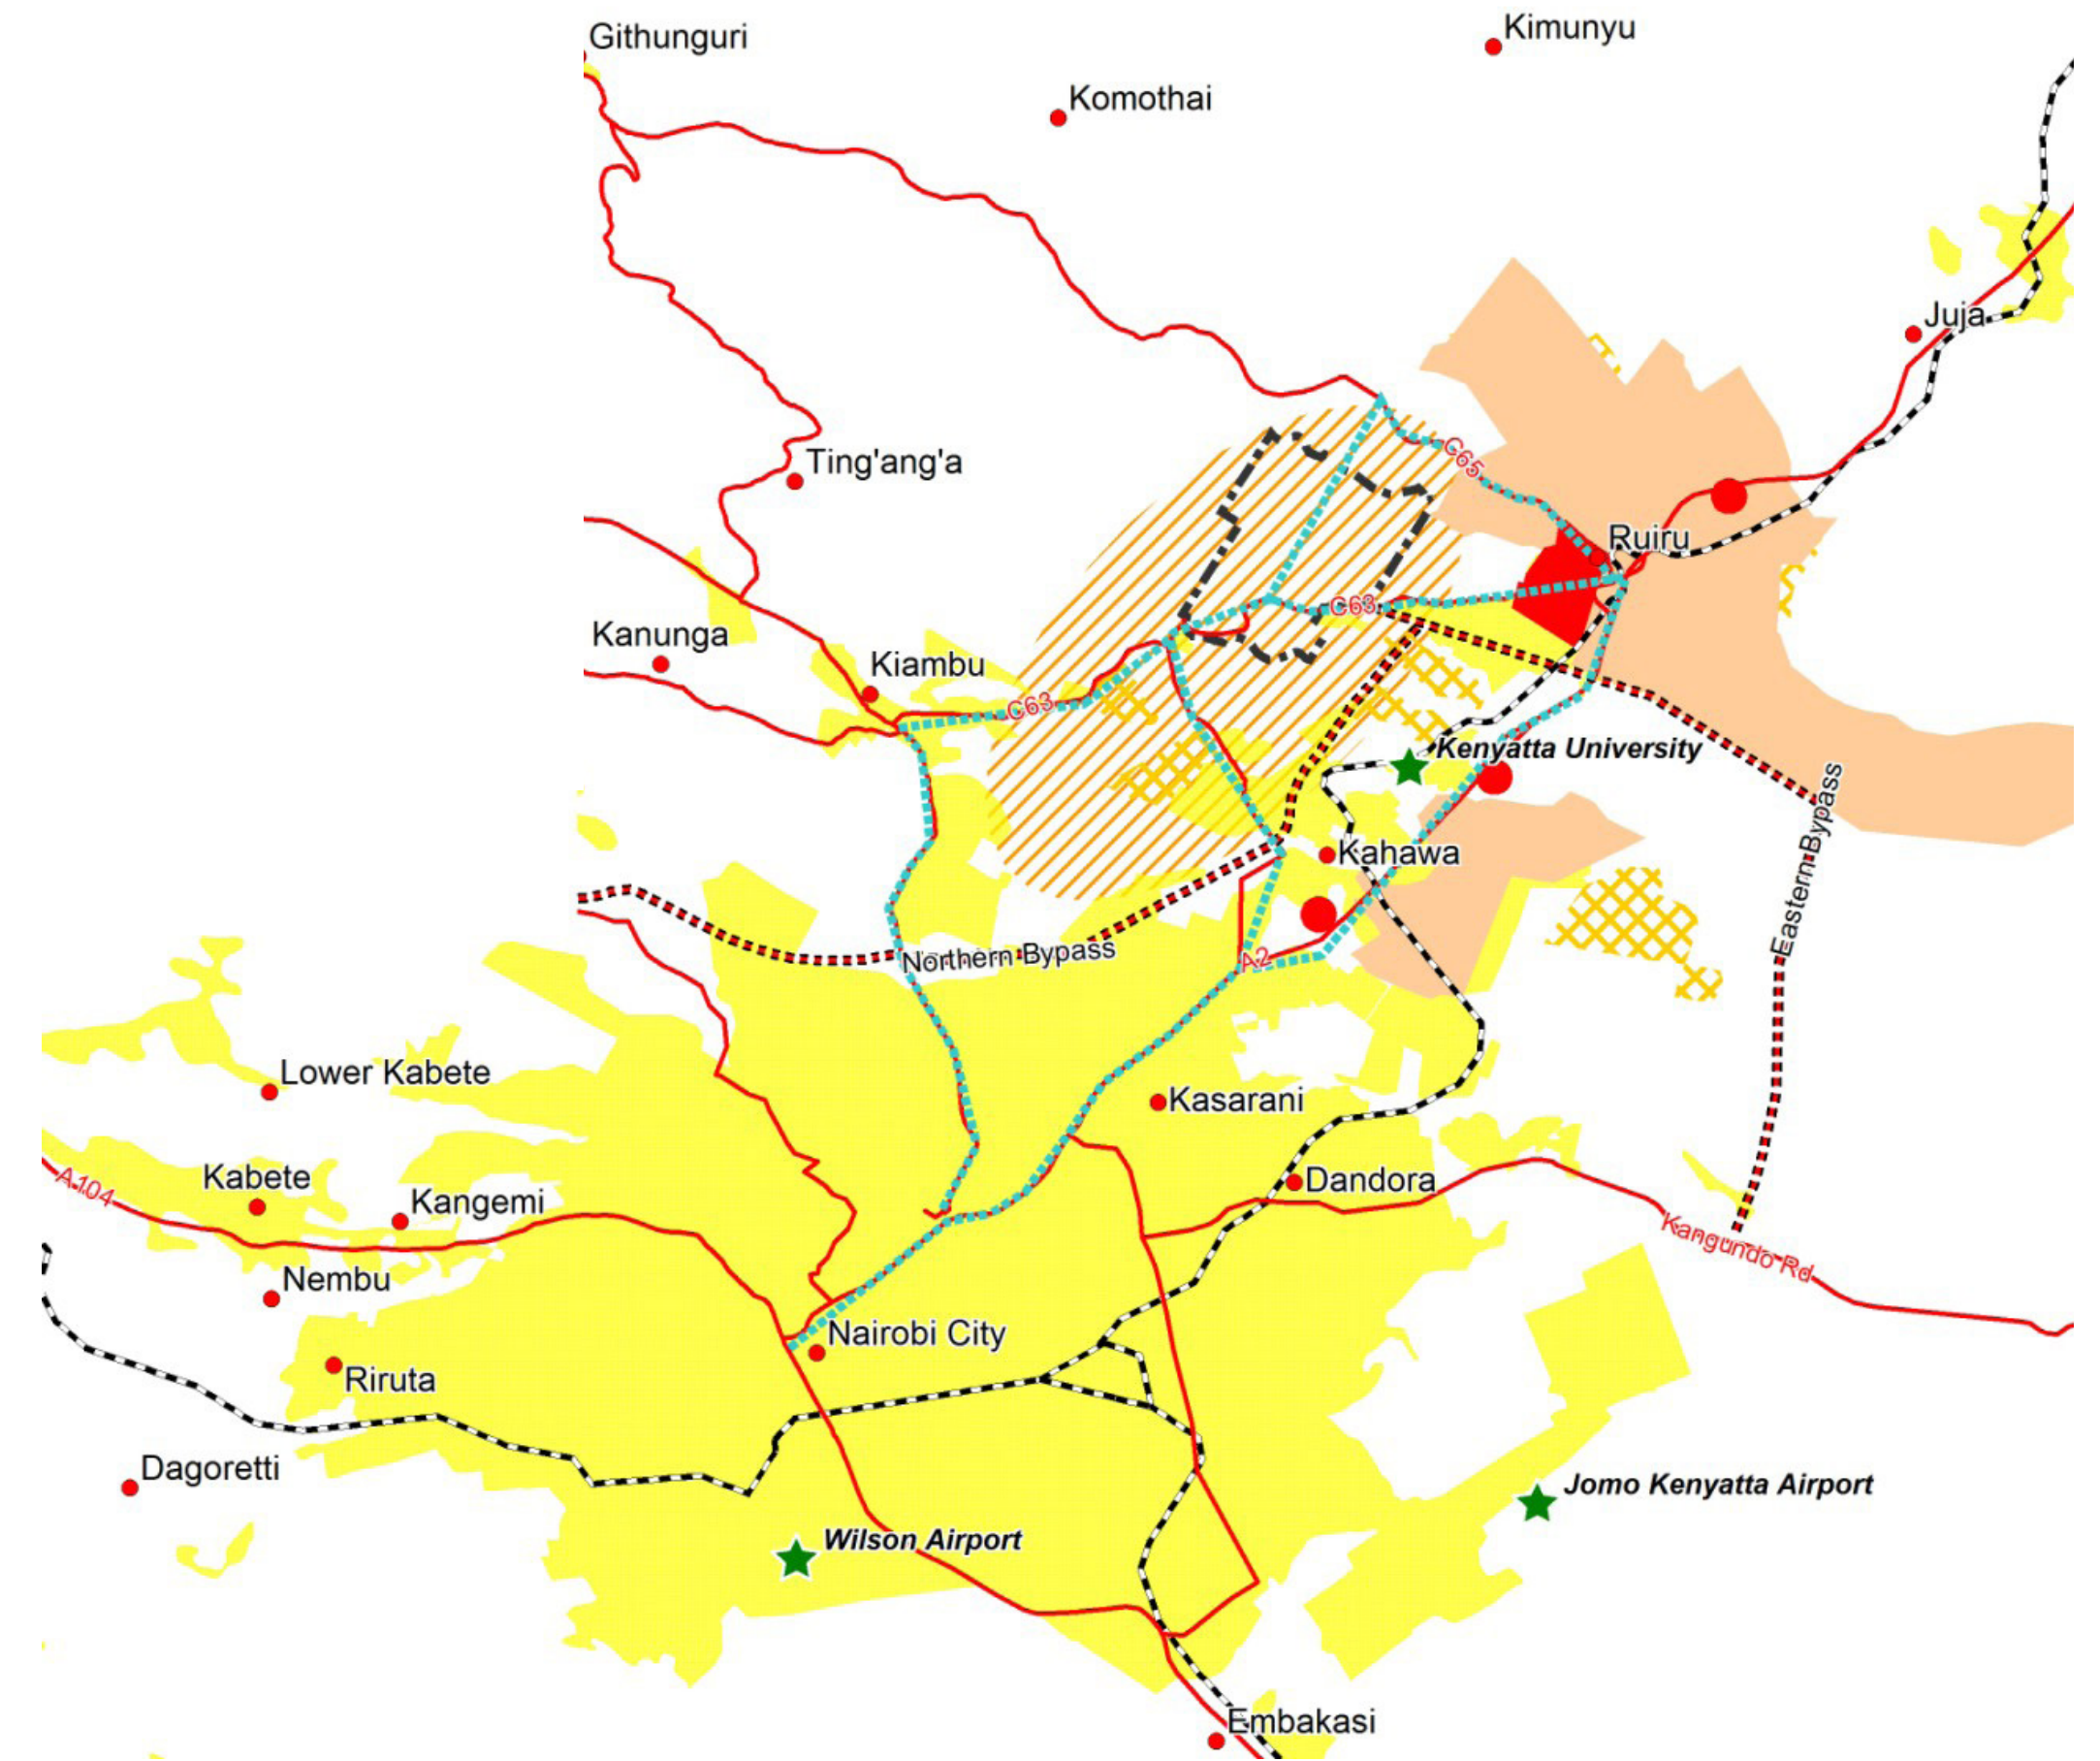 Githunguri
Kimunyu
Komothai
Juja
Ting'ang'a
C65
Ruiru
C63
Kanunga
Kiambu
C63
Kenyatta University
Eastern Bypass
Kahawa
Northern Bypass
A2
Lower Kabete
Kasarani
A104
Kabete
Kangemi
Dandora
Kangundo Rd
Nembu
Nairobi City
Riruta
Dagoretti
Jomo Kenyatta Airport
Wilson Airport
Embakasi